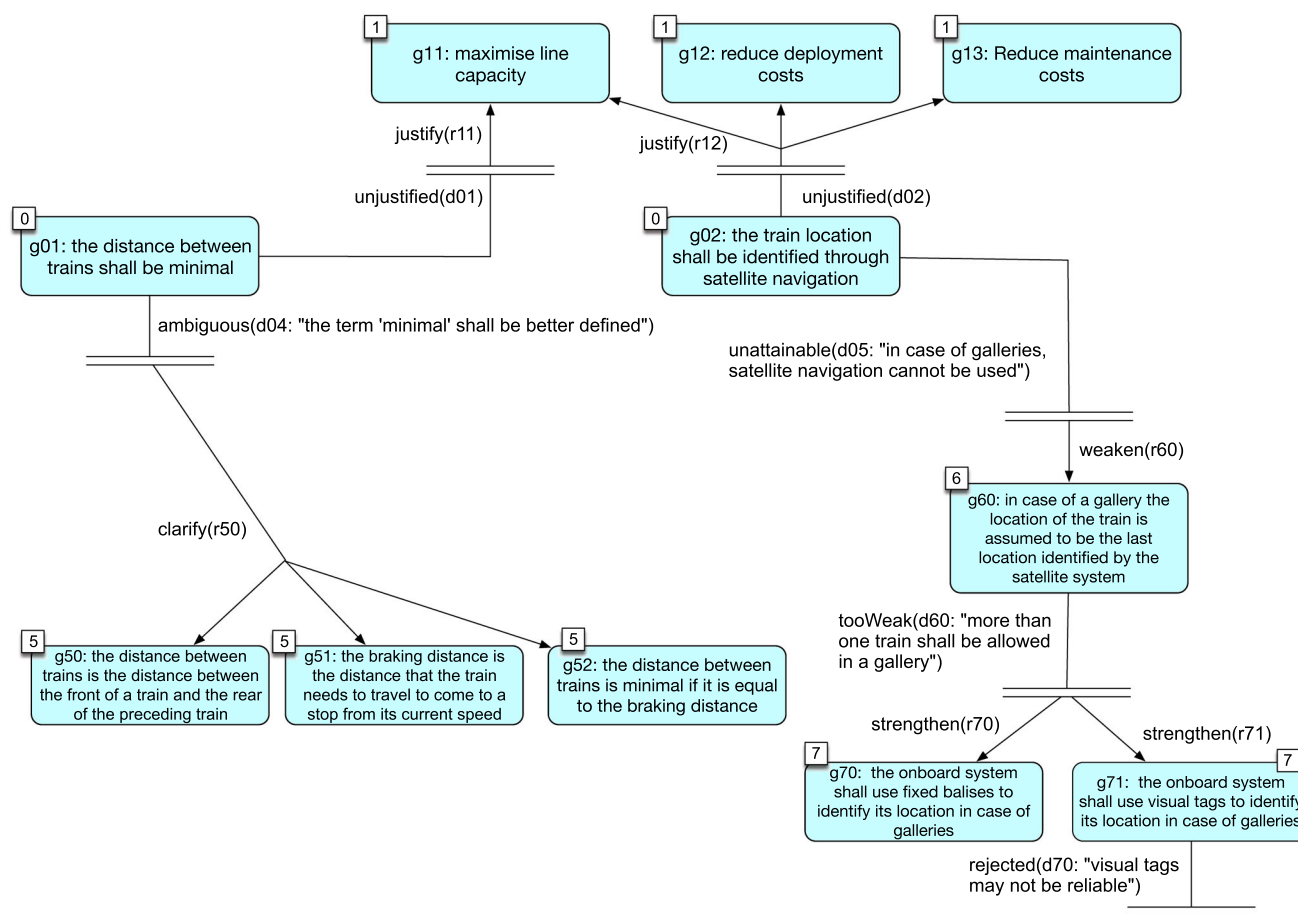 1
g11: maximise line
capacity
1
g12: reduce deployment
costs
1
g13: Reduce maintenance
costs
justify(r11)
justify(r12)
unjustified(d01)
unjustified(d02)
0
g01: the distance between
trains shall be minimal
0
g02: the train location
shall be identified through
satellite navigation
ambiguous(d04: "the term 'minimal' shall be better defined")
unattainable(d05: "in case of galleries,
satellite navigation cannot be used")
weaken(r60)
6
g60: in case of a gallery the
location of the train is
assumed to be the last
location identified by the
satellite system
clarify(r50)
5
g50: the distance between
trains is the distance between
the front of a train and the rear
of the preceding train
5
g51: the braking distance is
the distance that the train
needs to travel to come to a
stop from its current speed
5
g52: the distance between
trains is minimal if it is equal
to the braking distance
tooWeak(d60: "more than
one train shall be allowed
in a gallery")
strengthen(r70)
strengthen(r71)
7
g70: the onboard system
shall use fixed balises to
identify its location in case of
galleries
7
g71: the onboard system
shall use visual tags to identify
its location in case of galleries
rejected(d70: "visual tags
may not be reliable")